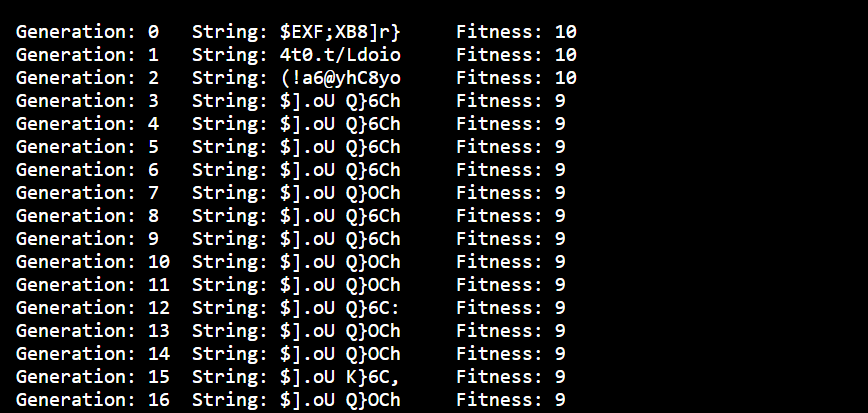 Generation: 0 String: $EXF;XB8]r} Fitness: 10
Generation: 1 String: 4t0.t/Ldoio Fitness: 10
Generation: 2 String: (!a6@yhC8yo Fitness: 10
Generation: 3 String: $].oU Q}6Ch Fitness: 9
Generation: 4 String: $].oU Q}6Ch Fitness: 9
Generation: 5 String: $].oU Q}6Ch Fitness: 9
Generation: 6 String: $].oU Q}6Ch Fitness: 9
Generation: 7 String: $].oU Q}OCh Fitness: 9
Generation: 8 String: $].oU Q}6Ch Fitness: 9
Generation: 9 String: $].oU Q}6Ch Fitness: 9
Generation: 10 String: $].oU Q}OCh Fitness: 9
Generation: 11 String: $].oU Q}OCh Fitness: 9
Generation: 12 String: $].oU Q}6C: Fitness: 9
Generation: 13 String: $].oU Q}OCh Fitness: 9
Generation: 14 String: $].oU Q}OCh Fitness: 9
Generation: 15 String: $].oU K}6C, Fitness: 9
Generation: 16 String: $].oU Q}OCh Fitness: 9